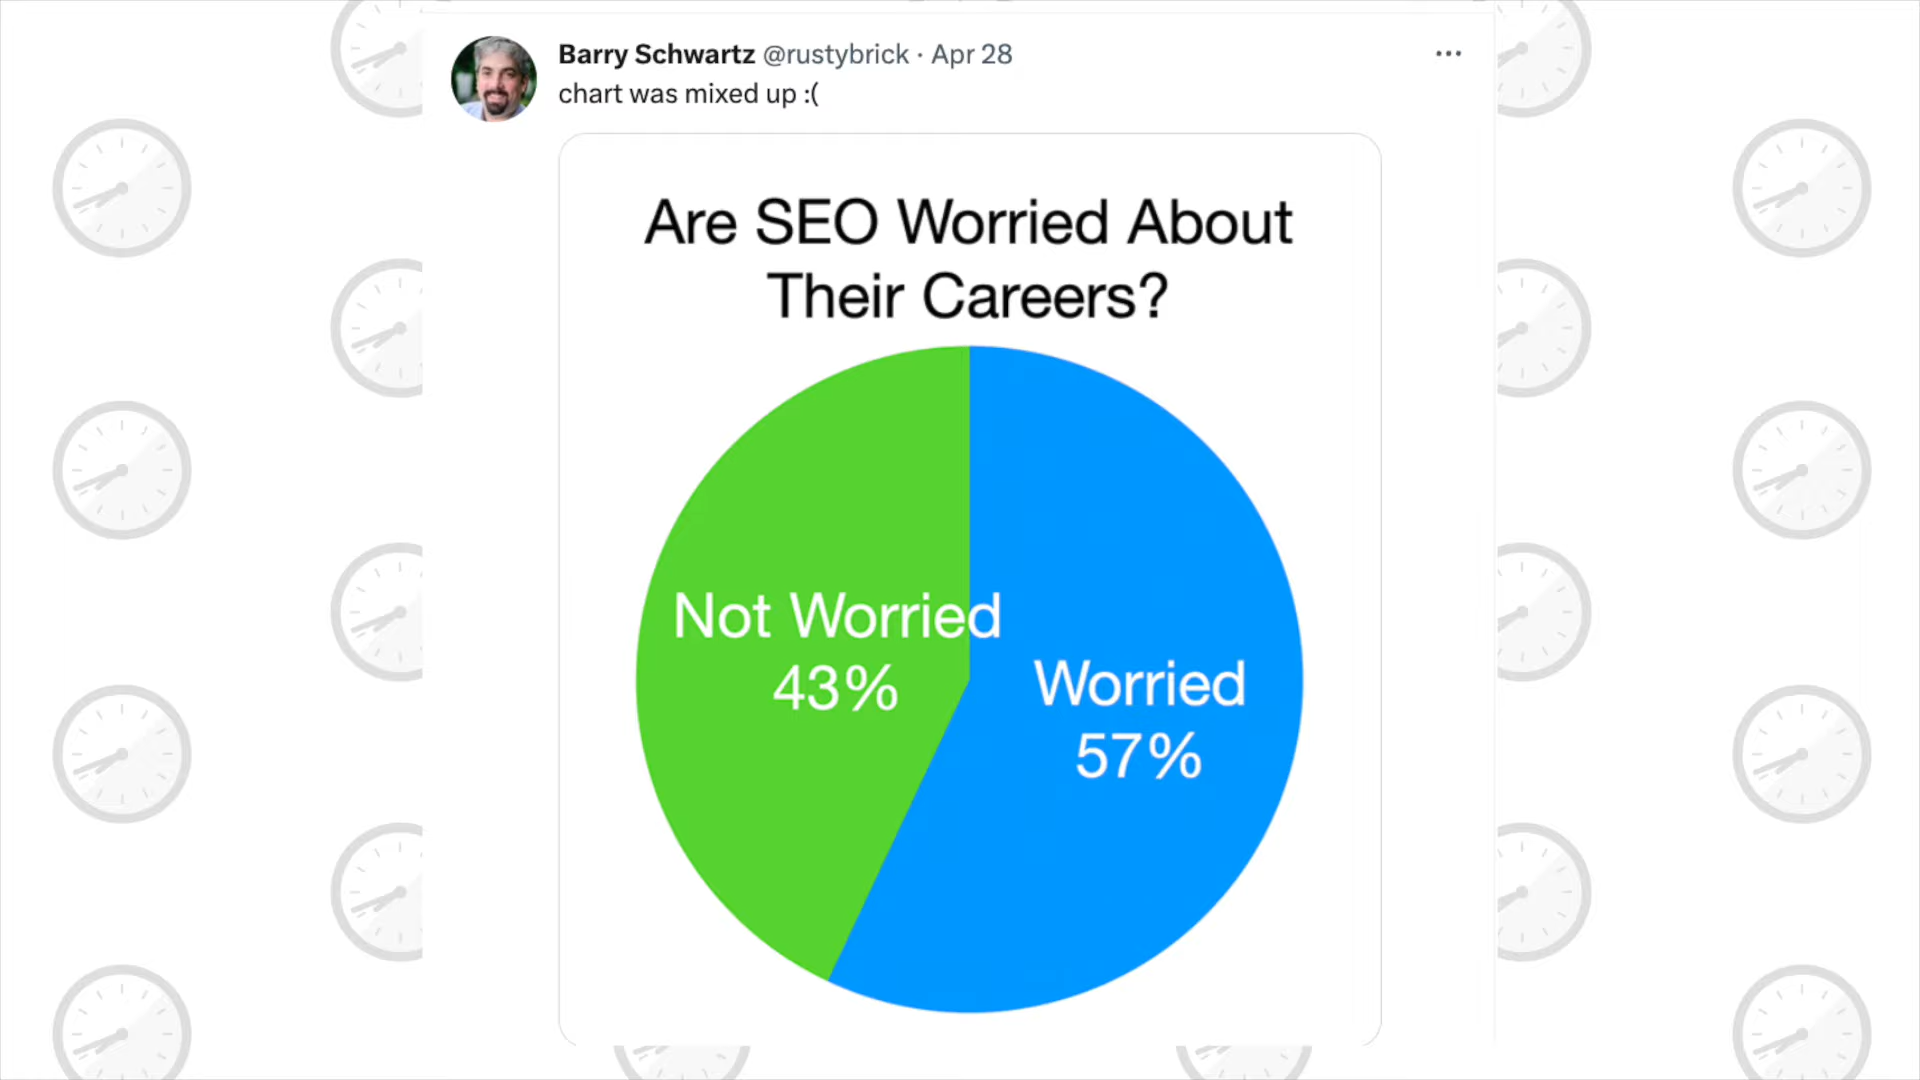 Barry Schwartz @rustybrick · Apr 28
chart was mixed up :(
Are SEO Worried About
Their Careers?
Not Worried
43%
Worried
57%